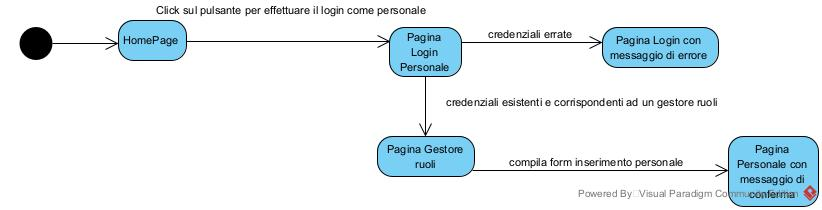 Click sul pulsante per effettuare il login come personale
HomePage
Pagina
Login
Personale
credenziali errate
Pagina Login con
messaggio di errore
credenziali esistenti e corrispondenti ad un gestore ruoli
Pagina Gestore
ruoli
compila form inserimento personale
Pagina
Personale con
messaggio di
conferma
Powered By Visual Paradigm Community Edition